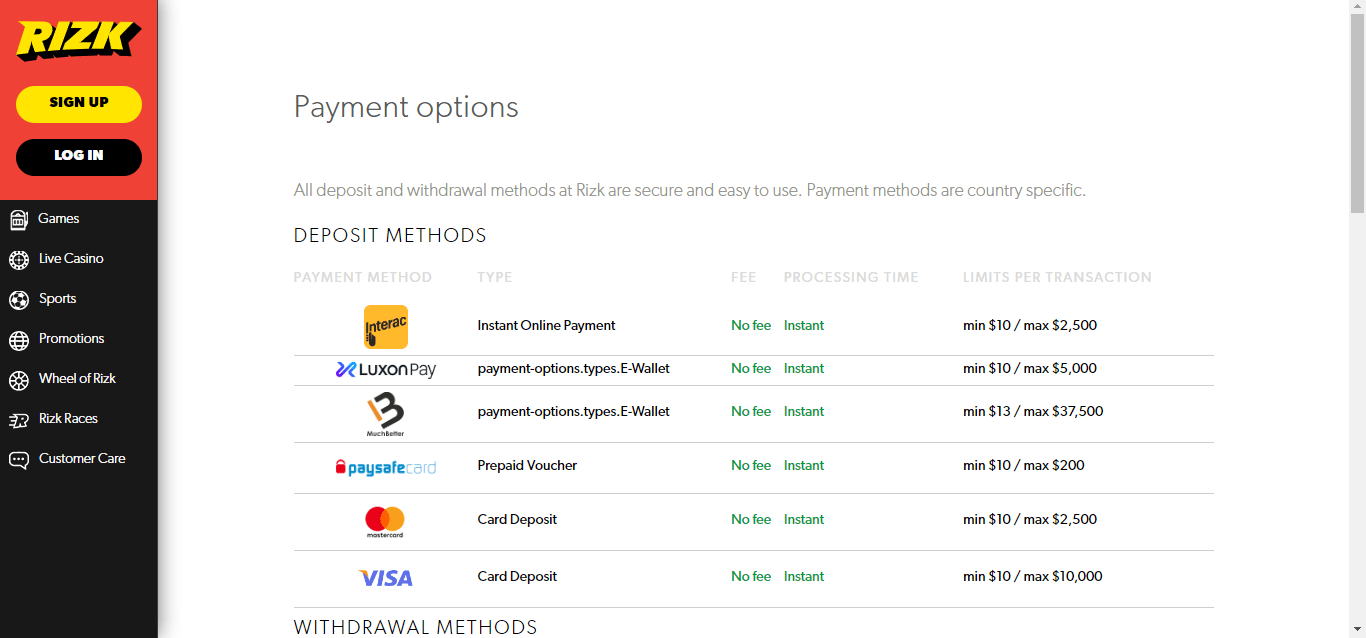 RIZK
SIGN UP
LOG IN
Games
Live Casino
Sports
Promotions
Wheel of Rizk
Rizk Races
Customer Care
Payment options
All deposit and withdrawal methods at Rizk are secure and easy to use. Payment methods are country specific.
DEPOSIT METHODS
PAYMENT METHOD TYPE FEE PROCESSING TIME LIMITS PER TRANSACTION
Interac Instant Online Payment No fee Instant min $10 / max $2,500
LUXON Pay payment-options.types.E-Wallet No fee Instant min $10 / max $5,000
MuchBetter payment-options.types.E-Wallet No fee Instant min $13 / max $37,500
paysafecard Prepaid Voucher No fee Instant min $10 / max $200
mastercard Card Deposit No fee Instant min $10 / max $2,500
VISA Card Deposit No fee Instant min $10 / max $10,000
WITHDRAWAL METHODS